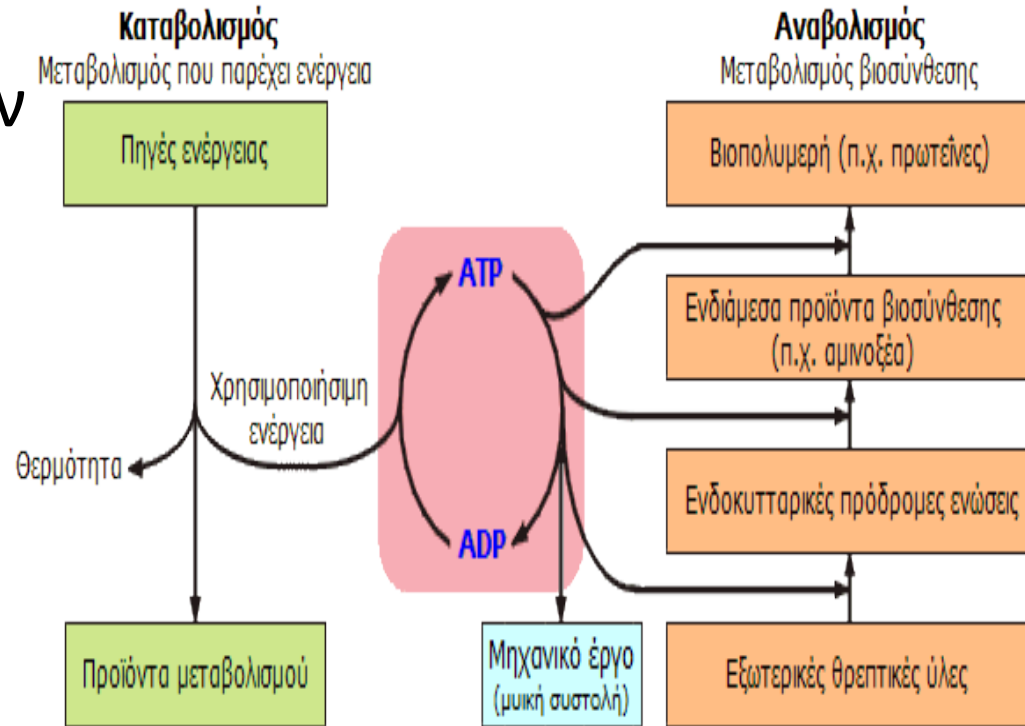 Καταβολισμός
Μεταβολισμός που παρέχει ενέργεια
ν
Πηγές ενέργειας
Χρησιμοποιήσιμη
ενέργεια
Θερμότητα
Προϊόντα μεταβολισμού
ATP
ADP
Μηχανικό έργο
(μυική συστολή)
Αναβολισμός
Μεταβολισμός βιοσύνθεσης
Βιοπολυμερή (π.χ. πρωτεΐνες)
Ενδιάμεσα προϊόντα βιοσύνθεσης
(π.χ. αμινοξέα)
Ενδοκυτταρικές πρόδρομες ενώσεις
Εξωτερικές θρεπτικές ύλες